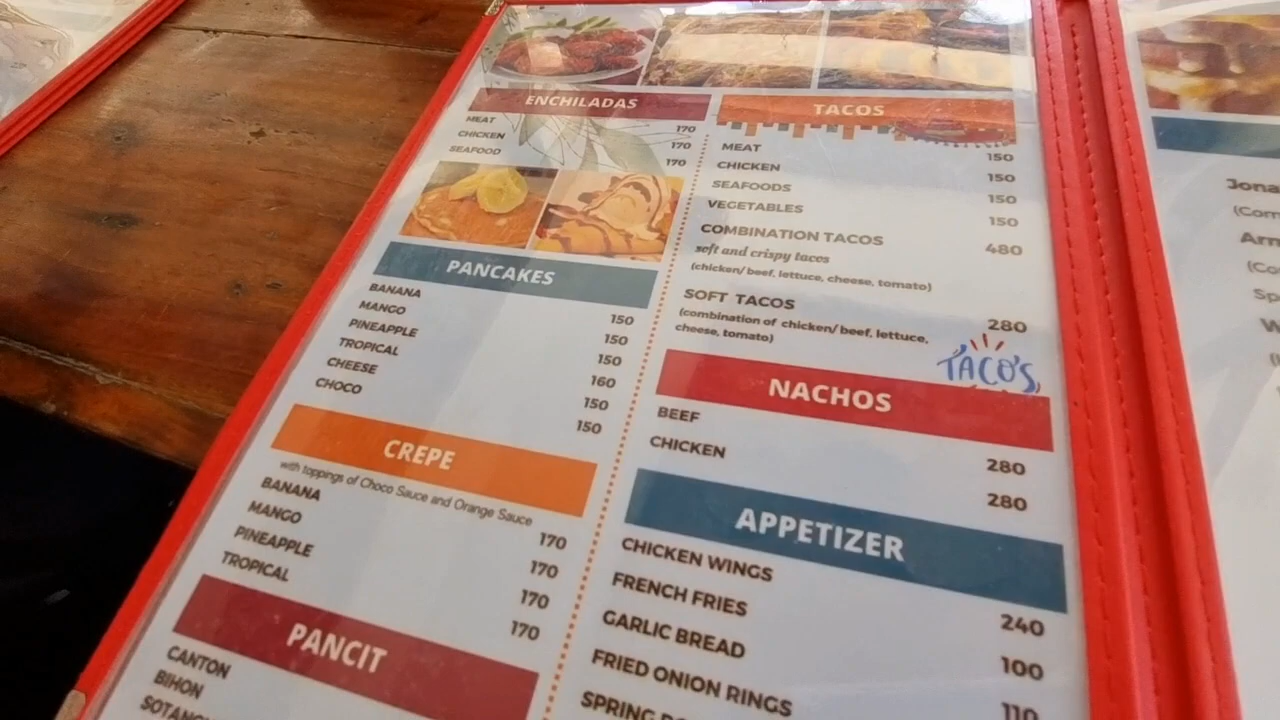 ENCHILADAS
MEAT 170
CHICKEN 170
SEAFOOD 170
PANCAKES
BANANA 150
MANGO 150
PINEAPPLE 150
TROPICAL 160
CHEESE 150
CHOCO 150
CREPE
with toppings of Choco Sauce and Orange Sauce
BANANA 170
MANGO 170
PINEAPPLE 170
TROPICAL 170
PANCIT
CANTON
BIHON
TACOS
MEAT 150
CHICKEN 150
SEAFOODS 150
VEGETABLES 150
COMBINATION TACOS 480
soft and crispy tacos
(chicken/ beef, lettuce, cheese, tomato)
SOFT TACOS 280
(combination of chicken/ beef, lettuce,
cheese, tomato)
TACO'S
NACHOS
BEEF 280
CHICKEN 280
APPETIZER
CHICKEN WINGS 240
FRENCH FRIES 100
GARLIC BREAD 110
FRIED ONION RINGS
SPRING